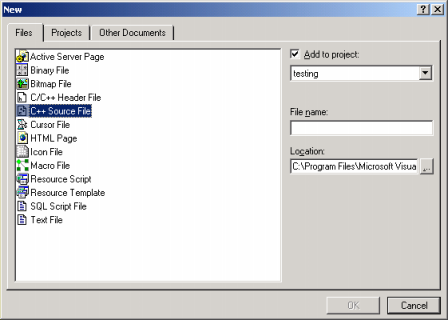 New
Files Projects Other Documents
Active Server Page
Binary File
Bitmap File
C/C++ Header File
C++ Source File
Cursor File
HTML Page
Icon File
Macro File
Resource Script
Resource Template
SQL Script File
Text File
Add to project:
testing
File name:
Location:
C:\Program Files\Microsoft Visua
...
OK Cancel